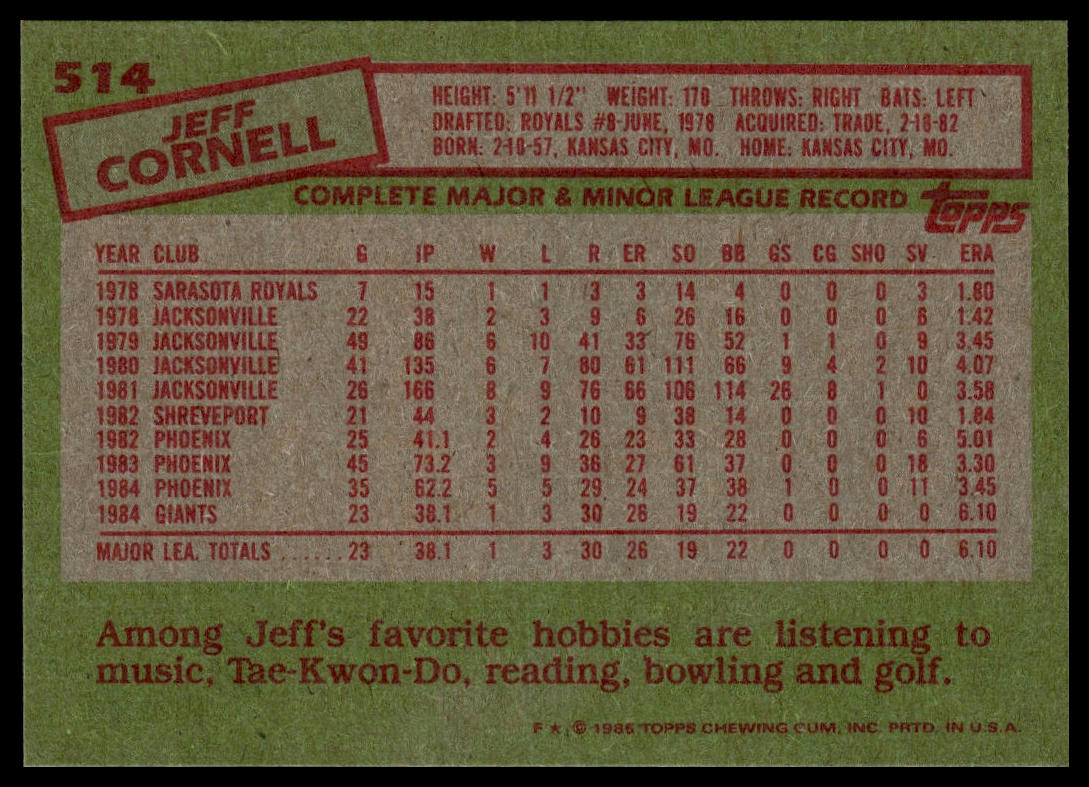 514
JEFF
CORNELL
HEIGHT: 5'11 1/2" WEIGHT: 170 THROWS: RIGHT BATS: LEFT
DRAFTED: ROYALS #8-JUNE, 1978 ACQUIRED: TRADE, 2-18-82
BORN: 2-10-57, KANSAS CITY, MO. HOME: KANSAS CITY, MO.
COMPLETE MAJOR & MINOR LEAGUE RECORD topps
YEAR CLUB G IP W L R ER SO BB GS CG SHO SV ERA
1978 SARASOTA ROYALS 7 15 1 1 3 3 14 4 0 0 0 3 1.80
1978 JACKSONVILLE 22 38 2 3 9 6 26 16 0 0 0 6 1.42
1979 JACKSONVILLE 49 86 6 10 41 33 76 52 1 1 0 9 3.45
1980 JACKSONVILLE 41 135 6 7 80 61 111 66 9 4 2 10 4.07
1981 JACKSONVILLE 26 166 8 9 76 66 106 114 26 8 1 0 3.58
1982 SHREVEPORT 21 44 3 2 10 9 38 14 0 0 0 10 1.84
1982 PHOENIX 25 41.1 2 4 26 23 33 28 0 0 0 6 5.01
1983 PHOENIX 45 73.2 3 9 36 27 61 37 0 0 0 18 3.30
1984 PHOENIX 35 62.2 5 5 29 24 37 38 1 0 0 11 3.45
1984 GIANTS 23 38.1 1 3 30 26 19 22 0 0 0 0 6.10
MAJOR LEA. TOTALS ...... 23 38.1 1 3 30 26 19 22 0 0 0 0 6.10
Among Jeff's favorite hobbies are listening to
music, Tae-Kwon-Do, reading, bowling and golf.
F★ © 1985 TOPPS CHEWING GUM, INC. PRTD. IN U.S.A.